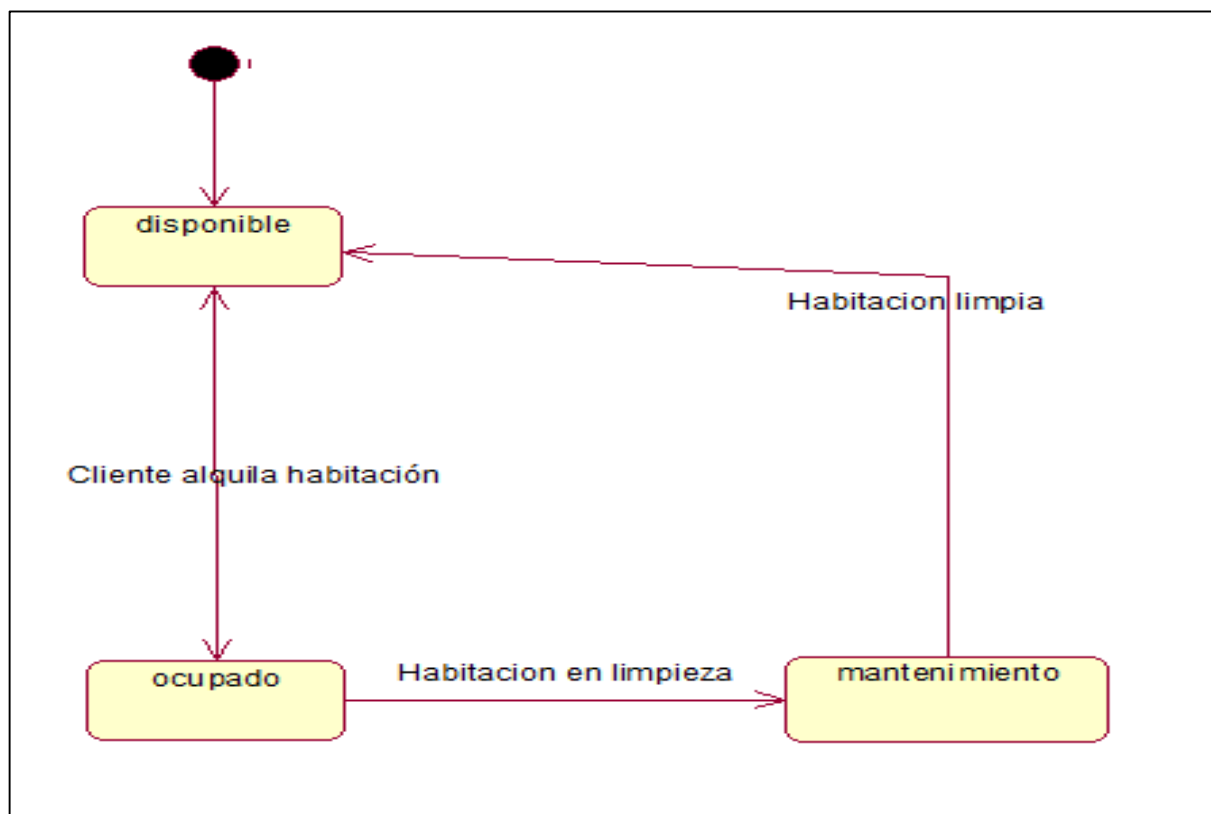 disponible
Habitacion limpia
Cliente alquila habitación
ocupado
Habitacion en limpieza
mantenimiento